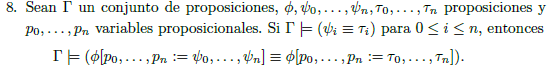 8. Sean Γ un conjunto de proposiciones, ϕ, ψ₀, . . . , ψₙ, τ₀, . . . , τₙ proposiciones y
p₀, . . . , pₙ variables proposicionales. Si Γ ⊨ (ψᵢ ≡ τᵢ) para 0 ≤ i ≤ n, entonces
Γ ⊨ (ϕ[p₀, . . . , pₙ := ψ₀, . . . , ψₙ] ≡ ϕ[p₀, . . . , pₙ := τ₀, . . . , τₙ]).